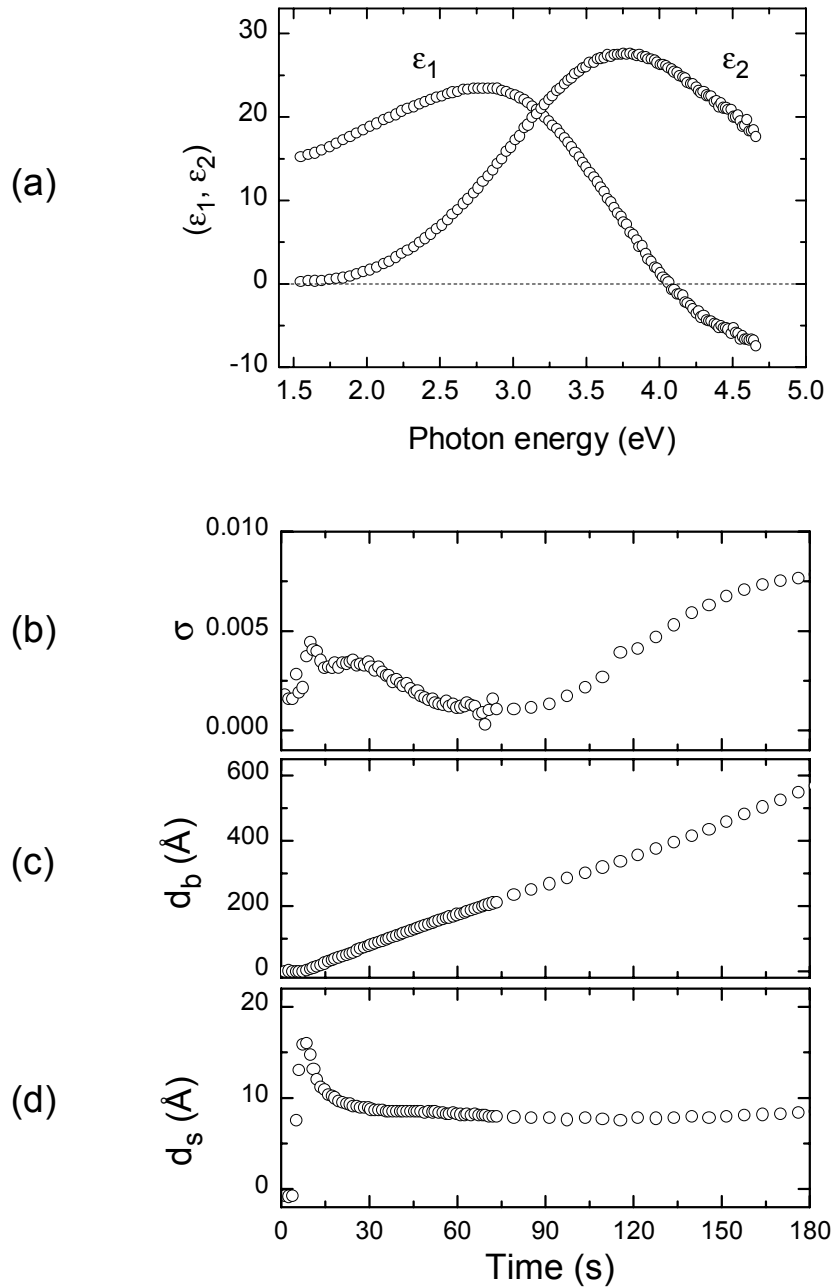 (a)
(ε₁, ε₂)
30
20
10
0
-10
ε₁
ε₂
1.5 2.0 2.5 3.0 3.5 4.0 4.5 5.0
Photon energy (eV)
(b)
σ
0.010
0.005
0.000
(c)
d_b (Å)
600
400
200
0
(d)
d_s (Å)
20
10
0
0 30 60 90 120 150 180
Time (s)